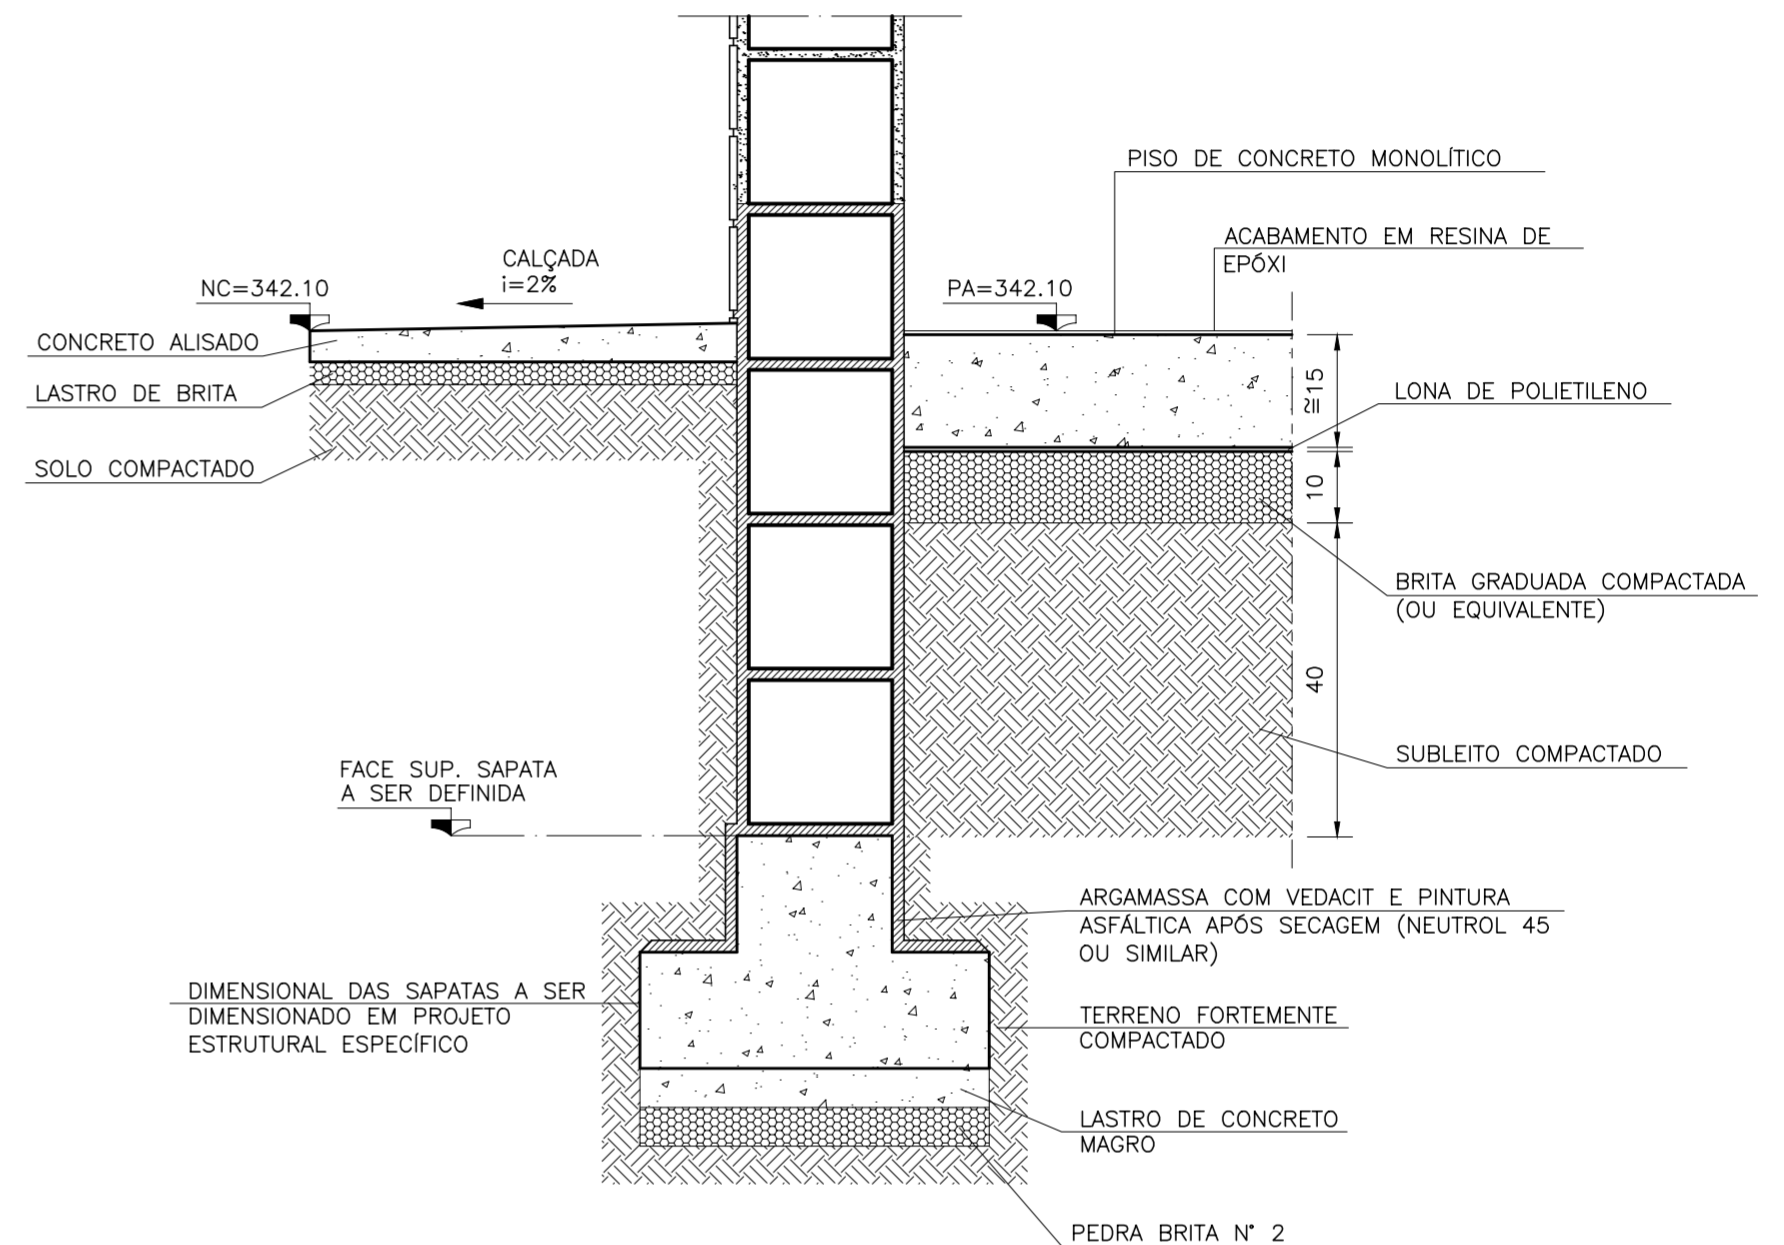 PISO DE CONCRETO MONOLÍTICO
ACABAMENTO EM RESINA DE
EPÓXI
CALÇADA
i=2%
NC=342.10
PA=342.10
CONCRETO ALISADO
LASTRO DE BRITA
SOLO COMPACTADO
≅15
LONA DE POLIETILENO
10
BRITA GRADUADA COMPACTADA
(OU EQUIVALENTE)
40
SUBLEITO COMPACTADO
FACE SUP. SAPATA
A SER DEFINIDA
ARGAMASSA COM VEDACIT E PINTURA
ASFÁLTICA APÓS SECAGEM (NEUTROL 45
OU SIMILAR)
DIMENSIONAL DAS SAPATAS A SER
DIMENSIONADO EM PROJETO
ESTRUTURAL ESPECÍFICO
TERRENO FORTEMENTE
COMPACTADO
LASTRO DE CONCRETO
MAGRO
PEDRA BRITA N° 2